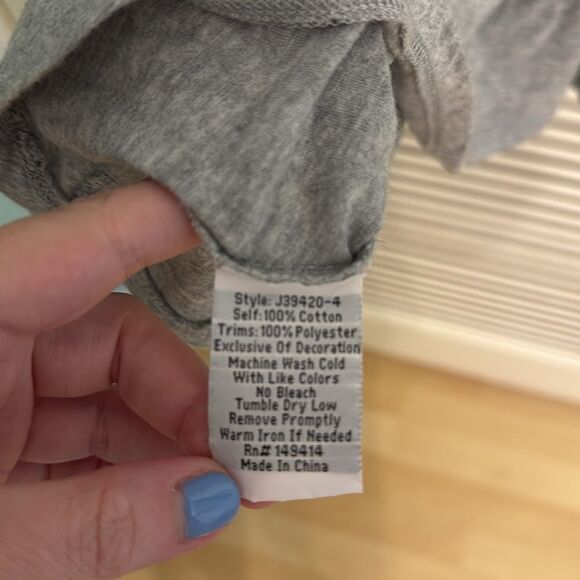 Style: J39420-4
Self:100% Cotton
Trims:100% Polyester
Exclusive Of Decoration
Machine Wash Cold
With Like Colors
No Bleach
Tumble Dry Low
Remove Promptly
Warm Iron If Needed
Rn# 149414
Made In China